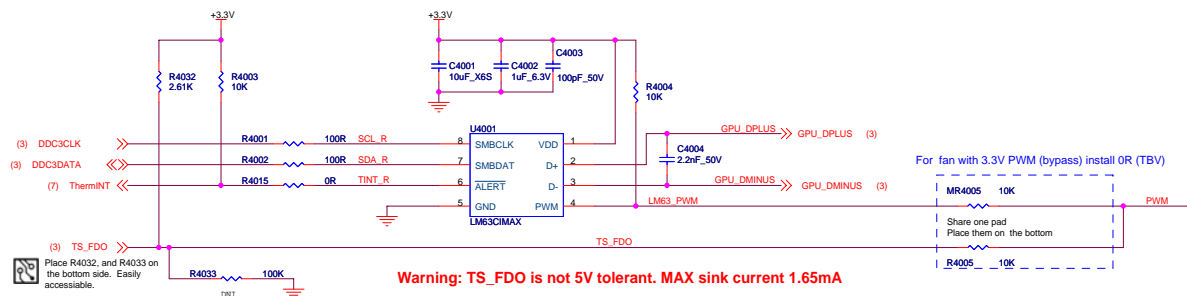 +3.3V
+3.3V
R4032
2.61K
R4003
10K
C4001
10uF_X6S
C4002
1uF_6.3V
C4003
100pF_50V
R4004
10K
(3) DDC3CLK
R4001
100R
SCL_R
(3) DDC3DATA
R4002
100R
SDA_R
(7) ThermINT
R4015
0R
TINT_R
U4001
8
SMBCLK
VDD
1
7
SMBDAT
D+
2
6
ALERT
D-
3
5
GND
PWM
4
LM63CIMAX
GPU_DPLUS
GPU_DPLUS (3)
C4004
2.2nF_50V
GPU_DMINUS
GPU_DMINUS (3)
LM63_PWM
For fan with 3.3V PWM (bypass) install 0R (TBV)
MR4005
10K
PWM
Share one pad
Place them on the bottom
R4005
10K
(3) TS_FDO
TS_FDO
Place R4032, and R4033 on
the bottom side. Easily
accessiable.
R4033
100K
DNI
Warning: TS_FDO is not 5V tolerant. MAX sink current 1.65mA